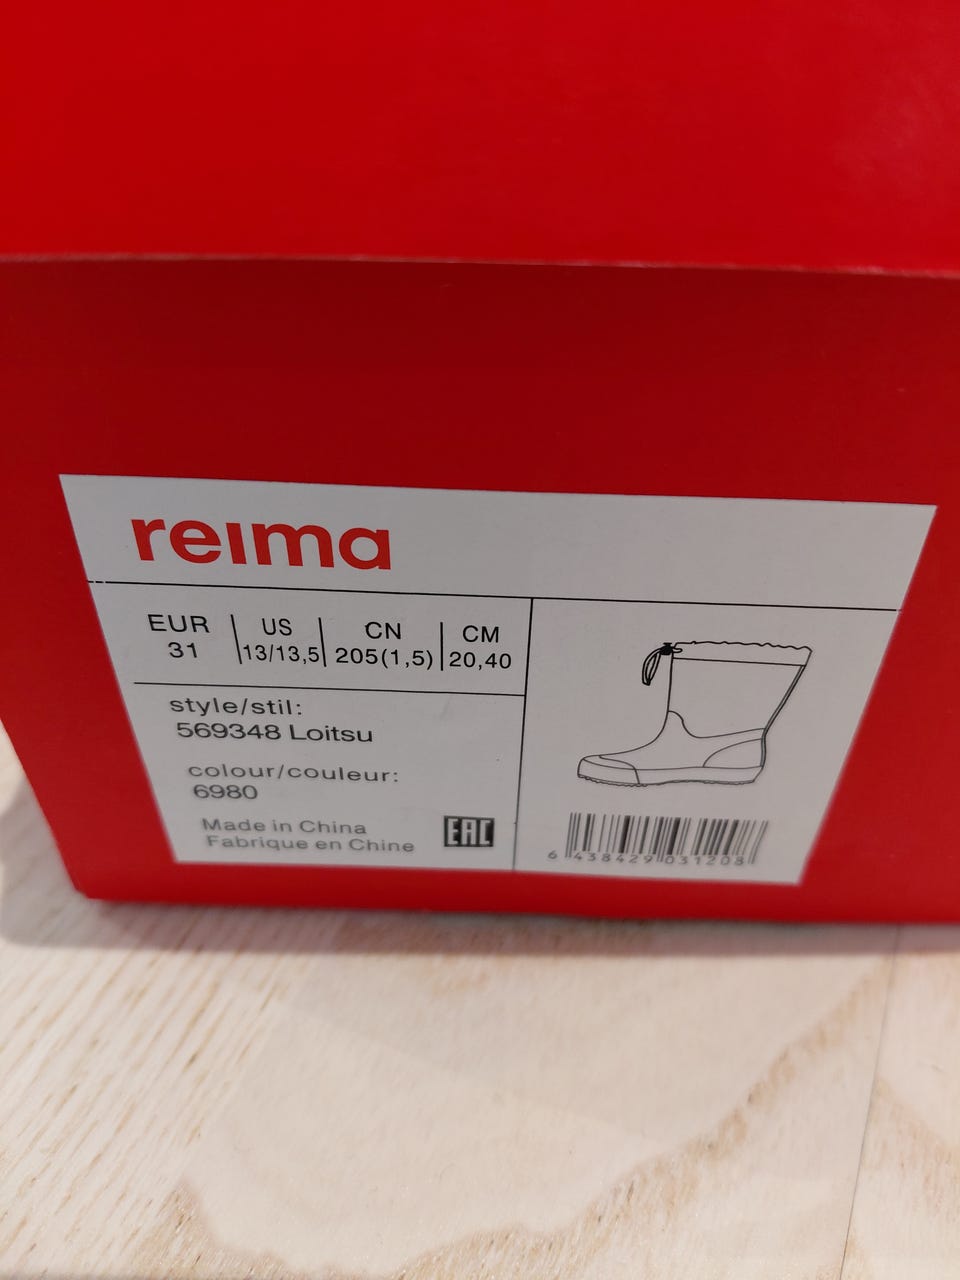 reima
EUR US CN CM
31 13/13,5 205(1,5) 20,40
style/stil:
569348 Loitsu
colour/couleur:
6980
Made in China
Fabrique en Chine
EAC
6 438429 031208